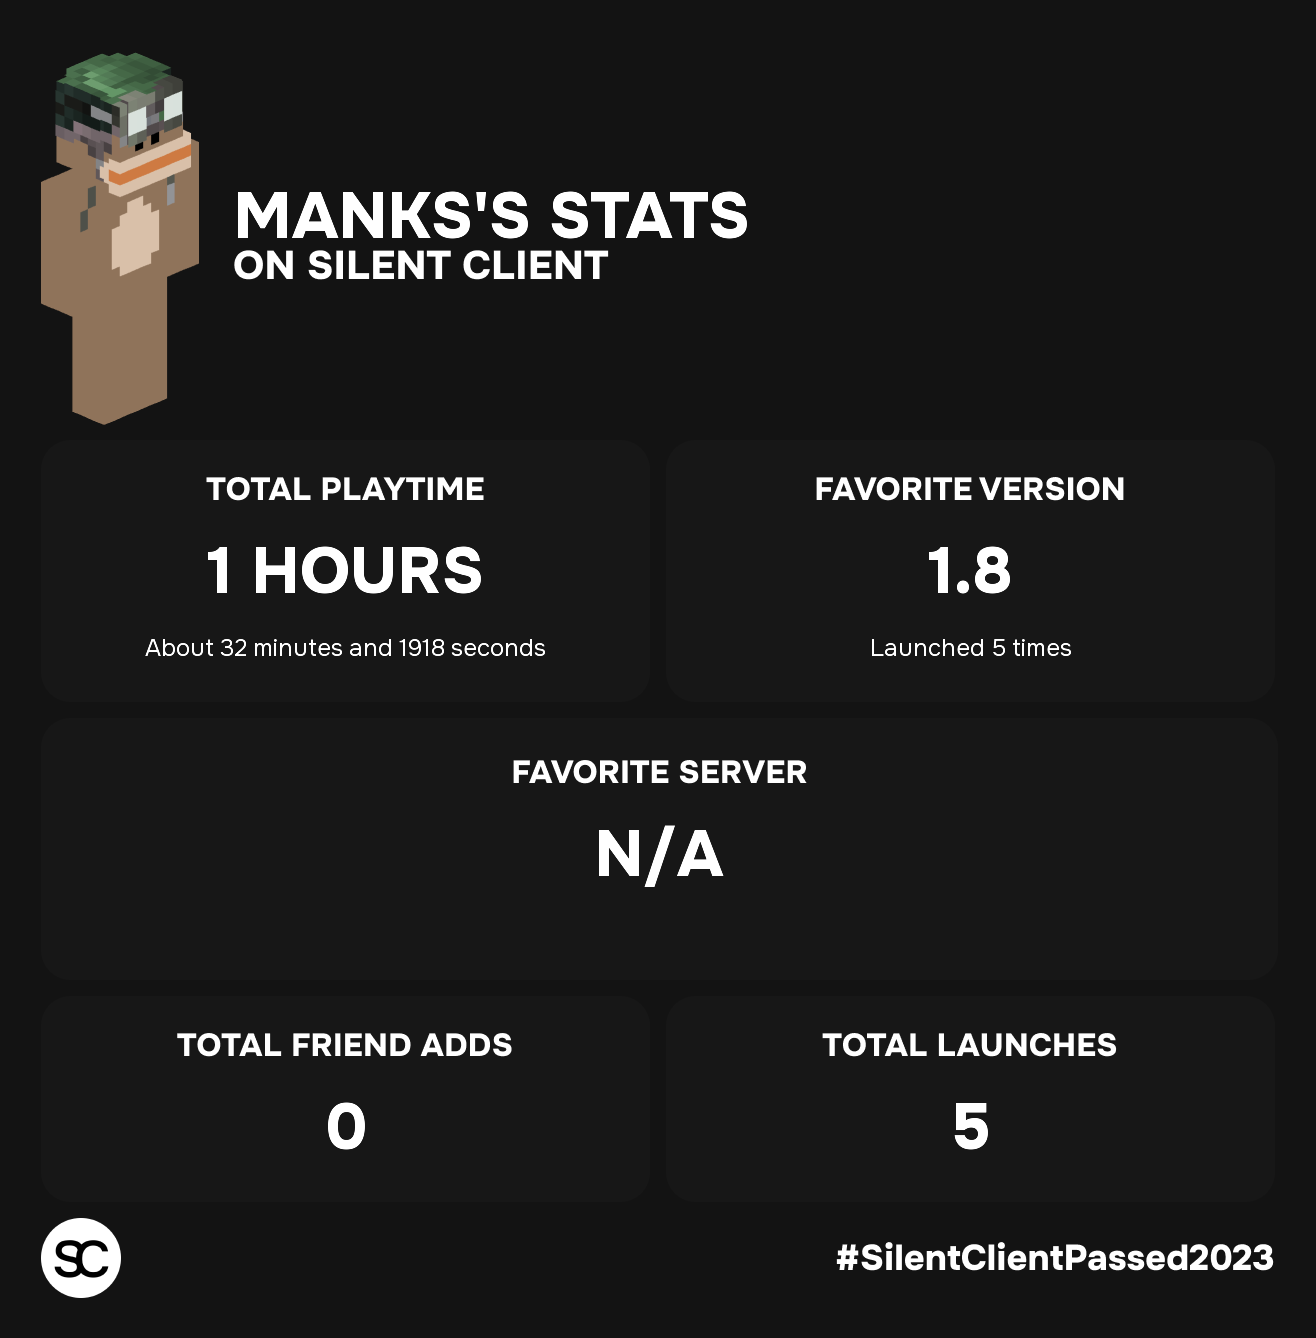 MANKS'S STATS
ON SILENT CLIENT
TOTAL PLAYTIME
1 HOURS
About 32 minutes and 1918 seconds
FAVORITE VERSION
1.8
Launched 5 times
FAVORITE SERVER
N/A
TOTAL FRIEND ADDS
0
TOTAL LAUNCHES
5
SC
#SilentClientPassed2023